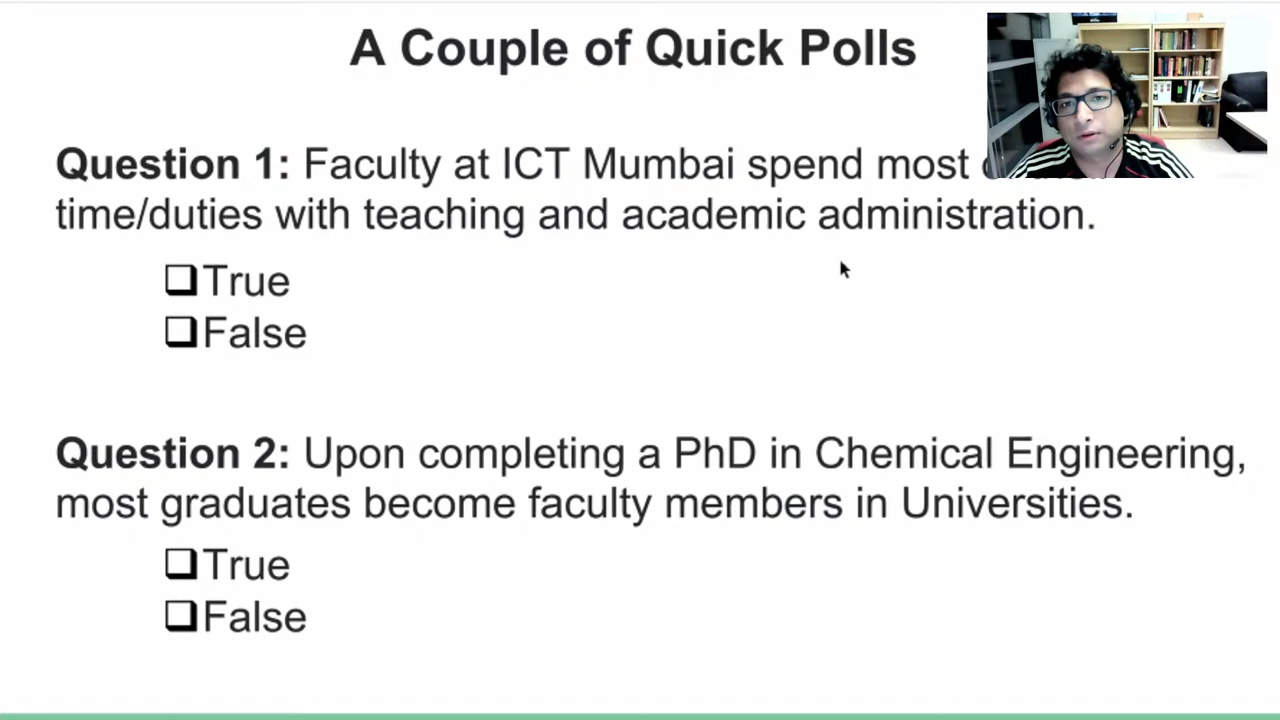 A Couple of Quick Polls
Question 1: Faculty at ICT Mumbai spend most
time/duties with teaching and academic administration.
True
False
Question 2: Upon completing a PhD in Chemical Engineering,
most graduates become faculty members in Universities.
True
False